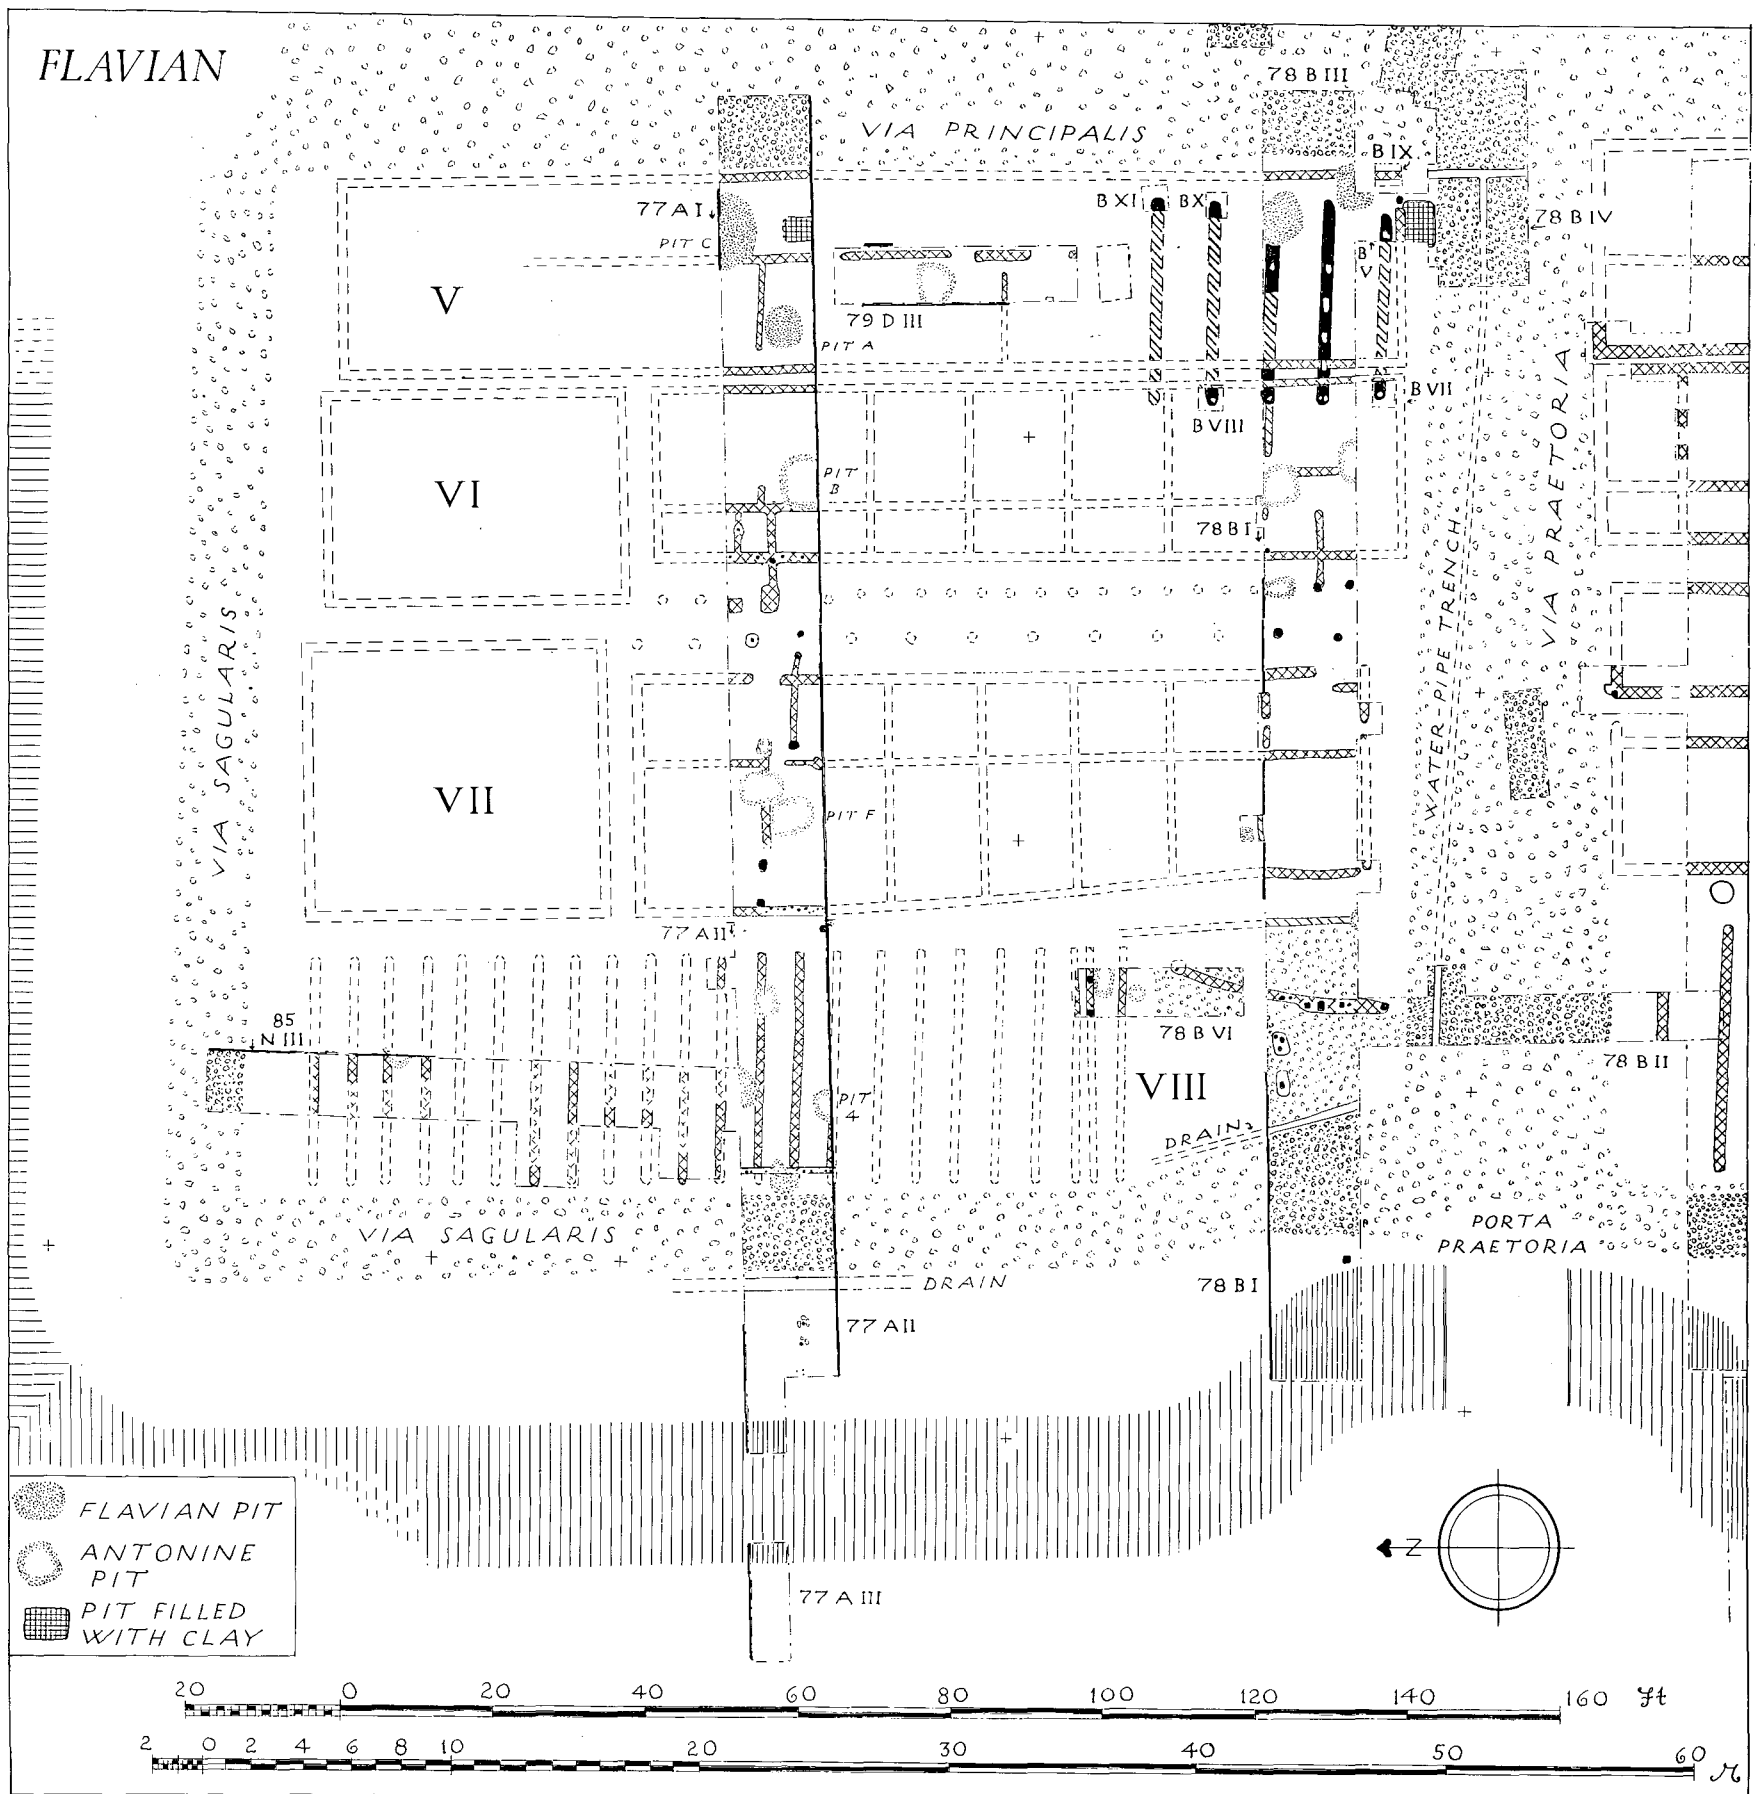 FLAVIAN
78 B III
VIA PRINCIPALIS
B IX
77 A I
B XI
B X
78 B IV
PIT C
B V
V
79 D III
PIT A
B VII
B VIII
VI
PIT
B
78 B I
VIA SAGULARIS
WATER-PIPE TRENCH
VIA PRAETORIA
VII
PIT F
77 A II
85
N III
78 B VI
78 B II
VIII
PIT
4
DRAIN
VIA SAGULARIS
PORTA
PRAETORIA
DRAIN
78 B I
77 A II
FLAVIAN PIT
ANTONINE
PIT
PIT FILLED
WITH CLAY
Z
77 A III
20 0 20 40 60 80 100 120 140 160 Ft
2 0 2 4 6 8 10 20 30 40 50 60 M